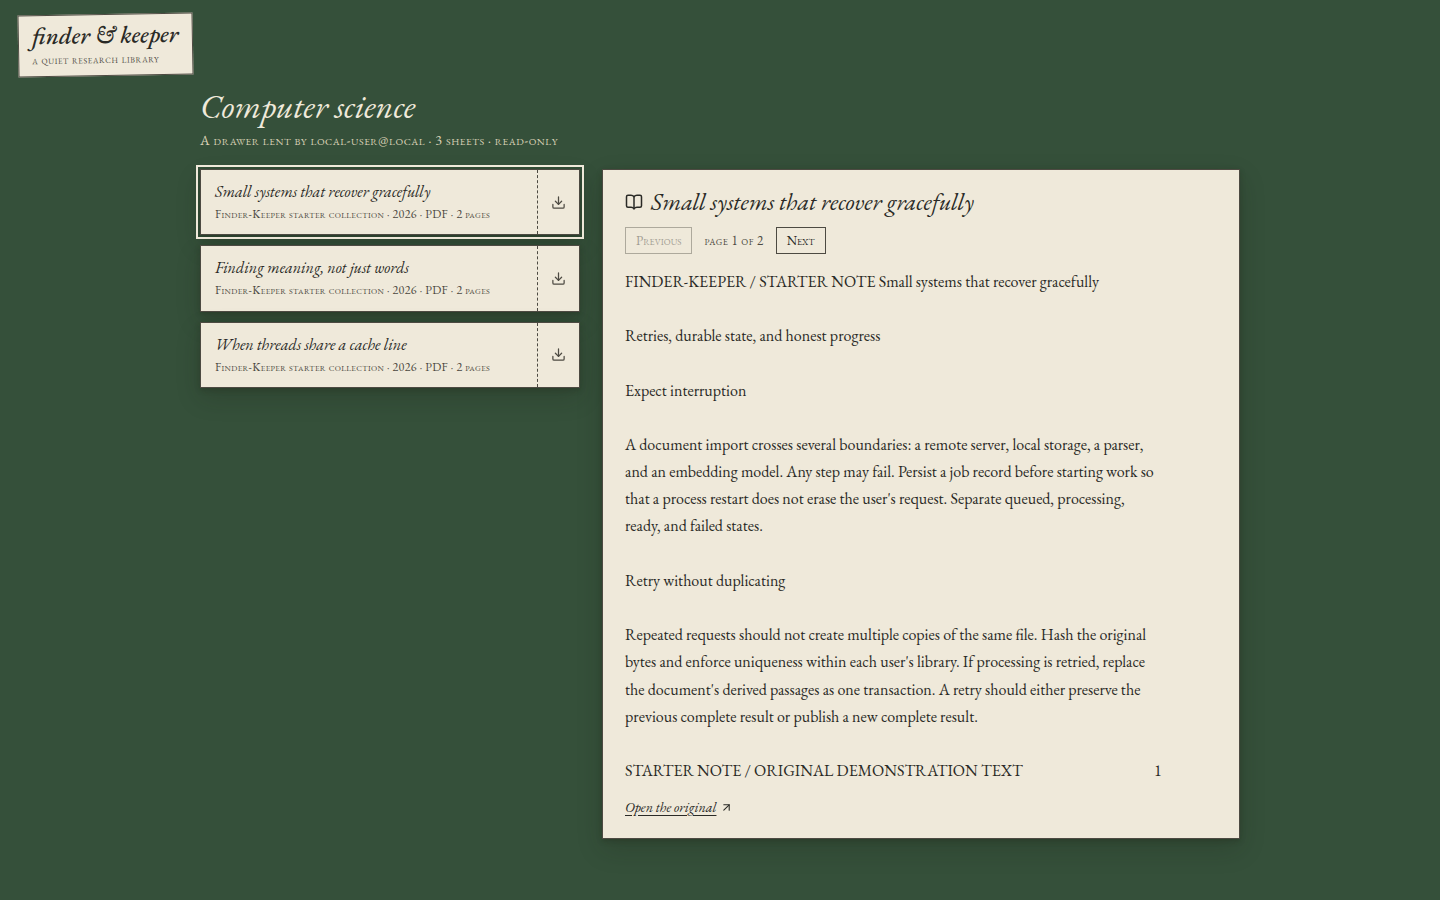 finder & keeper
A QUIET RESEARCH LIBRARY
Computer science
A drawer lent by local-user@local · 3 sheets · read-only
Small systems that recover gracefully
Finder-Keeper starter collection · 2026 · PDF · 2 pages
Finding meaning, not just words
Finder-Keeper starter collection · 2026 · PDF · 2 pages
When threads share a cache line
Finder-Keeper starter collection · 2026 · PDF · 2 pages
Small systems that recover gracefully
Previous page 1 of 2 Next
FINDER-KEEPER / STARTER NOTE Small systems that recover gracefully
Retries, durable state, and honest progress
Expect interruption
A document import crosses several boundaries: a remote server, local storage, a parser,
and an embedding model. Any step may fail. Persist a job record before starting work so
that a process restart does not erase the user's request. Separate queued, processing,
ready, and failed states.
Retry without duplicating
Repeated requests should not create multiple copies of the same file. Hash the original
bytes and enforce uniqueness within each user's library. If processing is retried, replace
the document's derived passages as one transaction. A retry should either preserve the
previous complete result or publish a new complete result.
STARTER NOTE / ORIGINAL DEMONSTRATION TEXT 1
Open the original